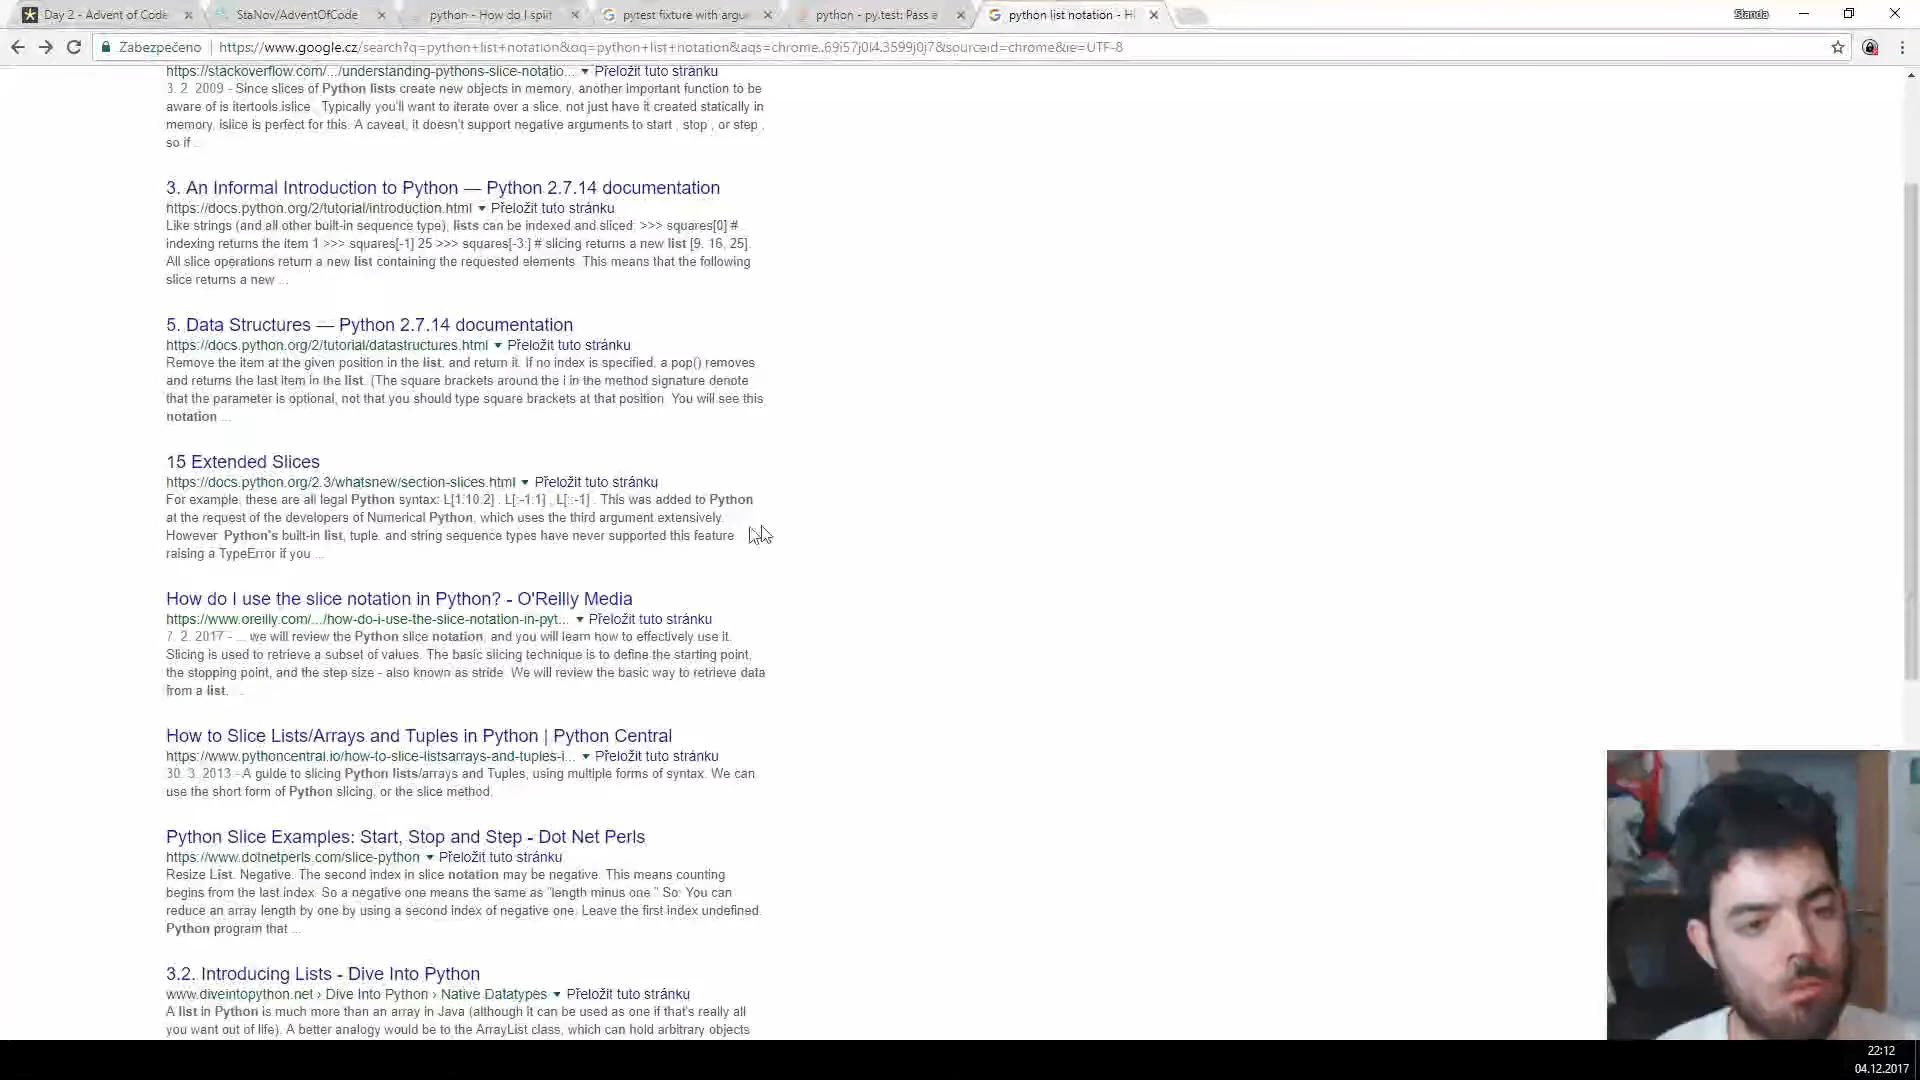 Day 2 - Advent of Code
StaNov/AdventOfCode
python - How do I split
pytest fixture with argu
python - py.test: Pass a
python list notation - H
Standa
Zabezpečeno
https://www.google.cz/search?q=python+list+notation&oq=python+list+notation&aqs=chrome..69i57j0l4.3599j0j7&sourceid=chrome&ie=UTF-8
https://stackoverflow.com/.../understanding-pythons-slice-notatio... Přeložit tuto stránku
3. 2. 2009 - Since slices of Python lists create new objects in memory, another important function to be
aware of is itertools.islice . Typically you'll want to iterate over a slice, not just have it created statically in
memory. islice is perfect for this. A caveat, it doesn't support negative arguments to start , stop , or step ,
so if ...
3. An Informal Introduction to Python — Python 2.7.14 documentation
https://docs.python.org/2/tutorial/introduction.html Přeložit tuto stránku
Like strings (and all other built-in sequence type), lists can be indexed and sliced: >>> squares[0] #
indexing returns the item 1 >>> squares[-1] 25 >>> squares[-3:] # slicing returns a new list [9, 16, 25].
All slice operations return a new list containing the requested elements. This means that the following
slice returns a new ...
5. Data Structures — Python 2.7.14 documentation
https://docs.python.org/2/tutorial/datastructures.html Přeložit tuto stránku
Remove the item at the given position in the list, and return it. If no index is specified, a.pop() removes
and returns the last item in the list. (The square brackets around the i in the method signature denote
that the parameter is optional, not that you should type square brackets at that position. You will see this
notation ...
15 Extended Slices
https://docs.python.org/2.3/whatsnew/section-slices.html Přeložit tuto stránku
For example, these are all legal Python syntax: L[1:10:2] , L[:-1:1] , L[::-1] . This was added to Python
at the request of the developers of Numerical Python, which uses the third argument extensively.
However, Python's built-in list, tuple, and string sequence types have never supported this feature
raising a TypeError if you ...
How do I use the slice notation in Python? - O'Reilly Media
https://www.oreilly.com/.../how-do-i-use-the-slice-notation-in-pyt... Přeložit tuto stránku
7. 2. 2017 - ... we will review the Python slice notation, and you will learn how to effectively use it.
Slicing is used to retrieve a subset of values. The basic slicing technique is to define the starting point,
the stopping point, and the step size - also known as stride. We will review the basic way to retrieve data
from a list. ...
How to Slice Lists/Arrays and Tuples in Python | Python Central
https://www.pythoncentral.io/how-to-slice-listsarrays-and-tuples-i... Přeložit tuto stránku
30. 3. 2013 - A guide to slicing Python lists/arrays and Tuples, using multiple forms of syntax. We can
use the short form of Python slicing, or the slice method.
Python Slice Examples: Start, Stop and Step - Dot Net Perls
https://www.dotnetperls.com/slice-python Přeložit tuto stránku
Resize List. Negative. The second index in slice notation may be negative. This means counting
begins from the last index. So a negative one means the same as "length minus one." So: You can
reduce an array length by one by using a second index of negative one. Leave the first index undefined.
Python program that ...
3.2. Introducing Lists - Dive Into Python
www.diveintopython.net › Dive Into Python › Native Datatypes Přeložit tuto stránku
A list in Python is much more than an array in Java (although it can be used as one if that's really all
you want out of life). A better analogy would be to the ArrayList class, which can hold arbitrary objects
22:12
04.12.2017